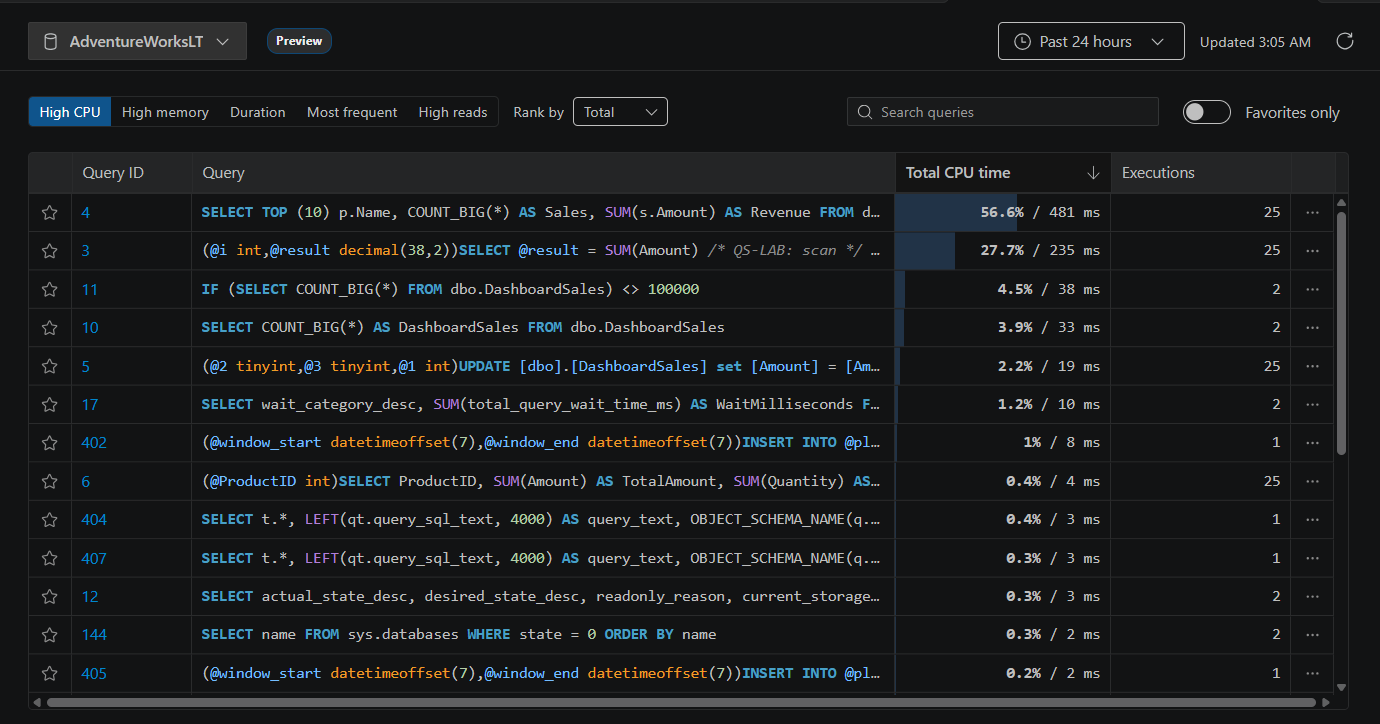 AdventureWorksLT Preview Past 24 hours Updated 3:05 AM
High CPU High memory Duration Most frequent High reads Rank by Total Search queries Favorites only
Query ID Query Total CPU time Executions
4 SELECT TOP (10) p.Name, COUNT_BIG(*) AS Sales, SUM(s.Amount) AS Revenue FROM d… 56.6% / 481 ms 25
3 (@i int,@result decimal(38,2))SELECT @result = SUM(Amount) /* QS-LAB: scan */ … 27.7% / 235 ms 25
11 IF (SELECT COUNT_BIG(*) FROM dbo.DashboardSales) <> 100000 4.5% / 38 ms 2
10 SELECT COUNT_BIG(*) AS DashboardSales FROM dbo.DashboardSales 3.9% / 33 ms 2
5 (@2 tinyint,@3 tinyint,@1 int)UPDATE [dbo].[DashboardSales] set [Amount] = [Am… 2.2% / 19 ms 25
17 SELECT wait_category_desc, SUM(total_query_wait_time_ms) AS WaitMilliseconds F… 1.2% / 10 ms 2
402 (@window_start datetimeoffset(7),@window_end datetimeoffset(7))INSERT INTO @pl… 1% / 8 ms 1
6 (@ProductID int)SELECT ProductID, SUM(Amount) AS TotalAmount, SUM(Quantity) AS… 0.4% / 4 ms 25
404 SELECT t.*, LEFT(qt.query_sql_text, 4000) AS query_text, OBJECT_SCHEMA_NAME(q.… 0.4% / 3 ms 1
407 SELECT t.*, LEFT(qt.query_sql_text, 4000) AS query_text, OBJECT_SCHEMA_NAME(q.… 0.3% / 3 ms 1
12 SELECT actual_state_desc, desired_state_desc, readonly_reason, current_storage… 0.3% / 3 ms 2
144 SELECT name FROM sys.databases WHERE state = 0 ORDER BY name 0.3% / 2 ms 2
405 (@window_start datetimeoffset(7),@window_end datetimeoffset(7))INSERT INTO @pl… 0.2% / 2 ms 1